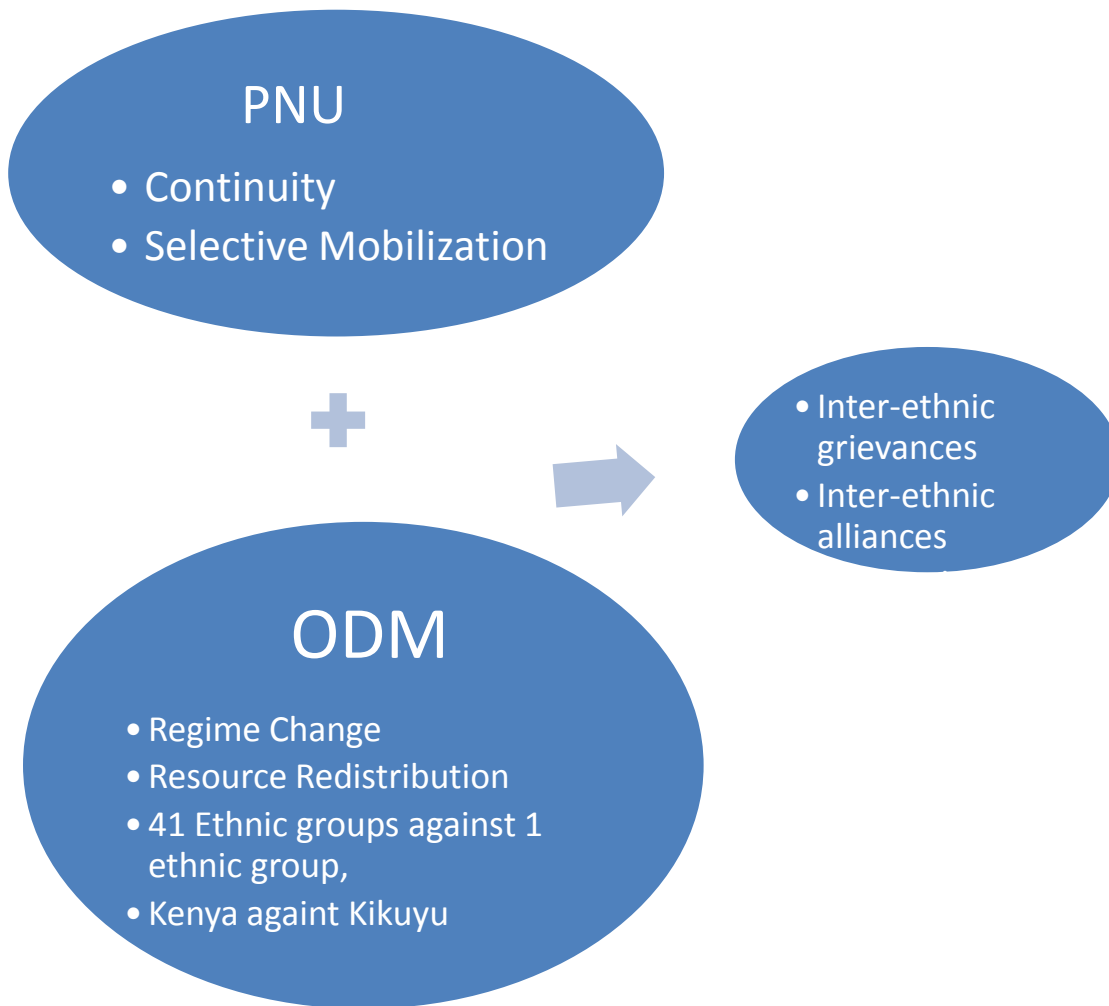 PNU
• Continuity
• Selective Mobilization
ODM
• Regime Change
• Resource Redistribution
• 41 Ethnic groups against 1
ethnic group,
• Kenya againt Kikuyu
• Inter-ethnic
grievances
• Inter-ethnic
alliances